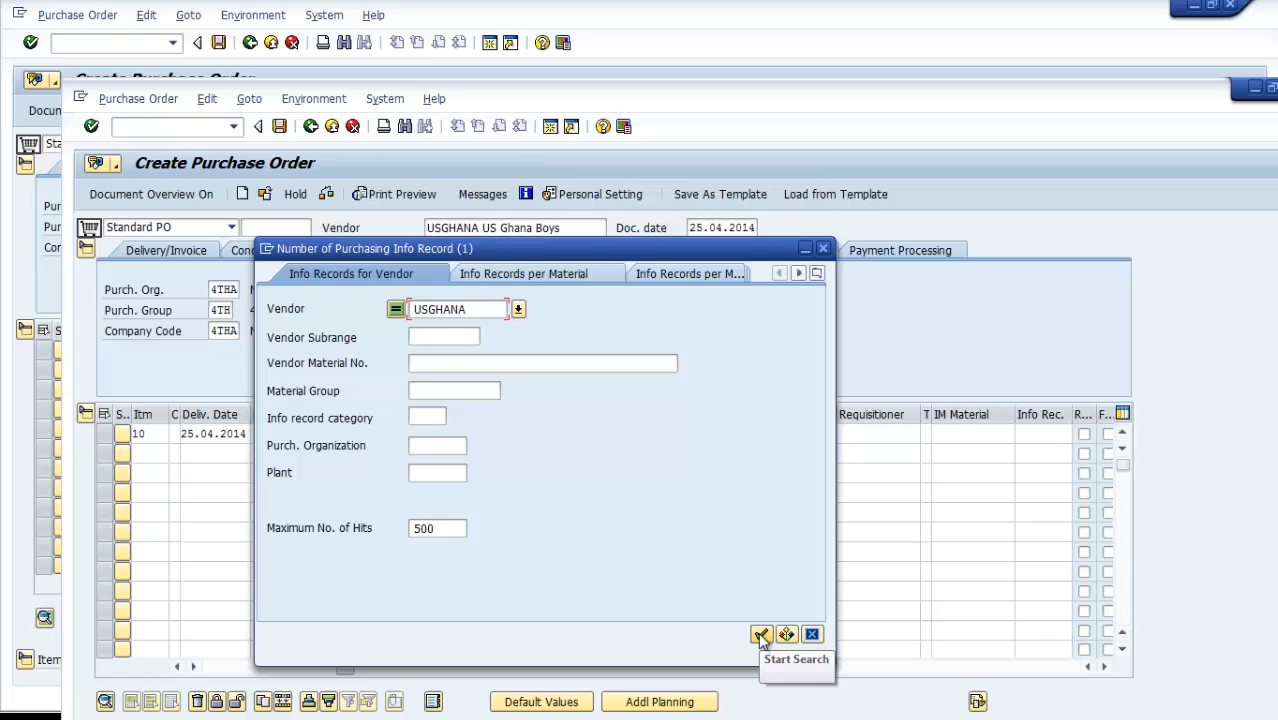 Purchase Order Edit Goto Environment System Help
Purchase Order Edit Goto Environment System Help
Docum
Create Purchase Order
Document Overview On Hold Print Preview Messages Personal Setting Save As Template Load from Template
Sta
Standard PO Vendor USGHANA US Ghana Boys Doc. date 25.04.2014
Number of Purchasing Info Record (1)
Delivery/Invoice Con Payment Processing
Info Records for Vendor Info Records per Material Info Records per M...
Purch. Org. 4THA
Purch. Group 4TH
Company Code 4THA
Vendor USGHANA
Vendor Subrange
Vendor Material No.
Material Group
Info record category
Purch. Organization
Plant
Maximum No. of Hits 500
S.. Itm C Deliv. Date Requisitioner T IM Material Info Rec. R... F...
10 25.04.2014
Start Search
Item
Default Values Addl Planning